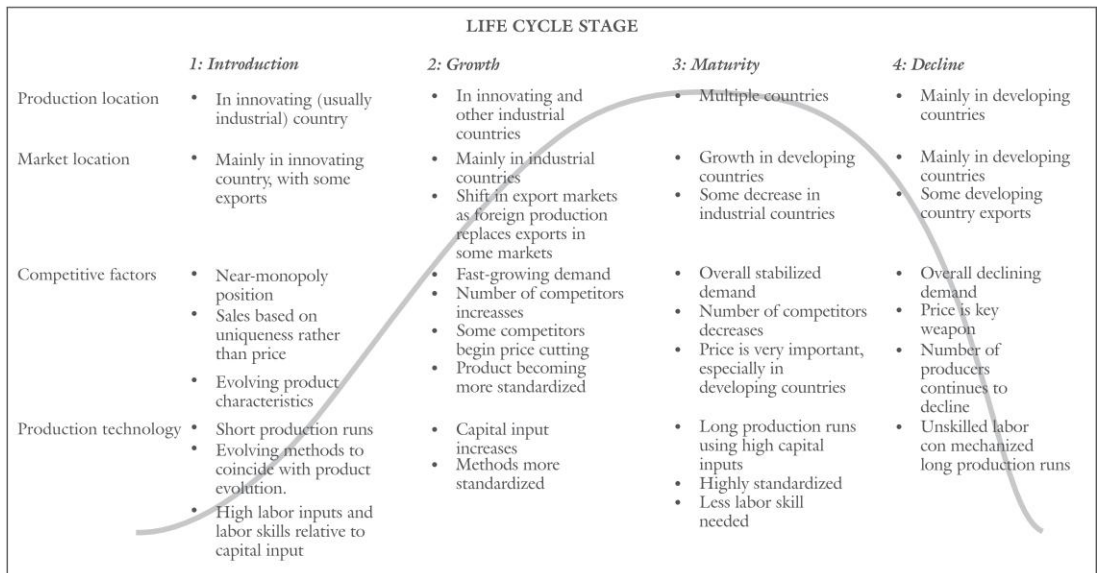 LIFE CYCLE STAGE
1: Introduction
2: Growth
3: Maturity
4: Decline
Production location
• In innovating (usually
industrial) country
• In innovating and
other industrial
countries
• Multiple countries
• Mainly in developing
countries
Market location
• Mainly in innovating
country, with some
exports
• Mainly in industrial
countries
• Shift in export markets
as foreign production
replaces exports in
some markets
• Growth in developing
countries
• Some decrease in
industrial countries
• Mainly in developing
countries
• Some developing
country exports
Competitive factors
• Near-monopoly
position
• Sales based on
uniqueness rather
than price
• Evolving product
characteristics
• Fast-growing demand
• Number of competitors
increasses
• Some competitors
begin price cutting
• Product becoming
more standardized
• Overall stabilized
demand
• Number of competitors
decreases
• Price is very important,
especially in
developing countries
• Overall declining
demand
• Price is key
weapon
• Number of
producers
continues to
decline
Production technology
• Short production runs
• Evolving methods to
coincide with product
evolution.
• High labor inputs and
labor skills relative to
capital input
• Capital input
increases
• Methods more
standardized
• Long production runs
using high capital
inputs
• Highly standardized
• Less labor skill
needed
• Unskilled labor
con mechanized
long production runs